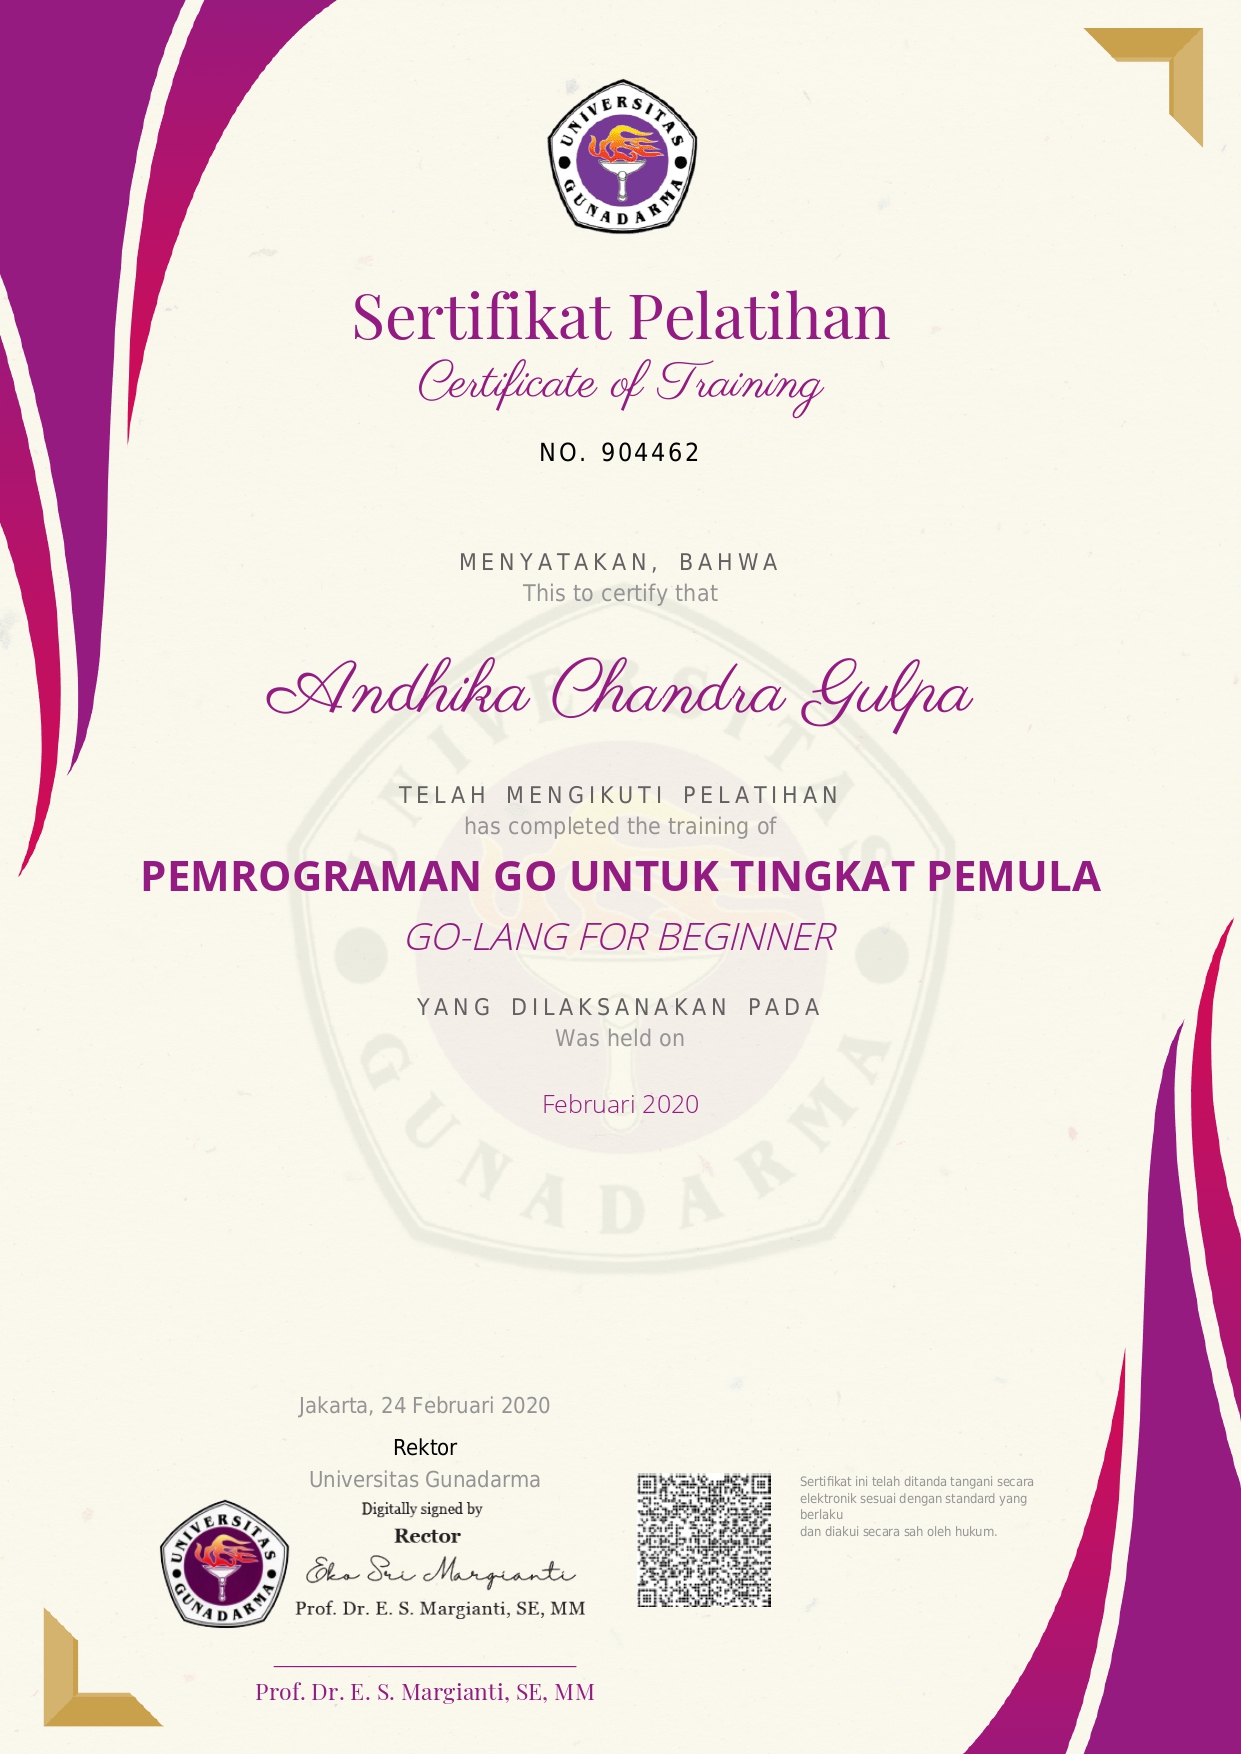 UNIVERSITAS
GUNADARMA
Sertifikat Pelatihan
Certificate of Training
NO. 904462
MENYATAKAN, BAHWA
This to certify that
Andhika Chandra Gulpa
TELAH MENGIKUTI PELATIHAN
has completed the training of
PEMROGRAMAN GO UNTUK TINGKAT PEMULA
GO-LANG FOR BEGINNER
YANG DILAKSANAKAN PADA
Was held on
Februari 2020
UNIVERSITAS
GUNADARMA
Jakarta, 24 Februari 2020
Rektor
Universitas Gunadarma
Digitally signed by
Rector
Eko Sri Margianti
Prof. Dr. E. S. Margianti, SE, MM
UNIVERSITAS
GUNADARMA
Sertifikat ini telah ditanda tangani secara
elektronik sesuai dengan standard yang
berlaku
dan diakui secara sah oleh hukum.
Prof. Dr. E. S. Margianti, SE, MM